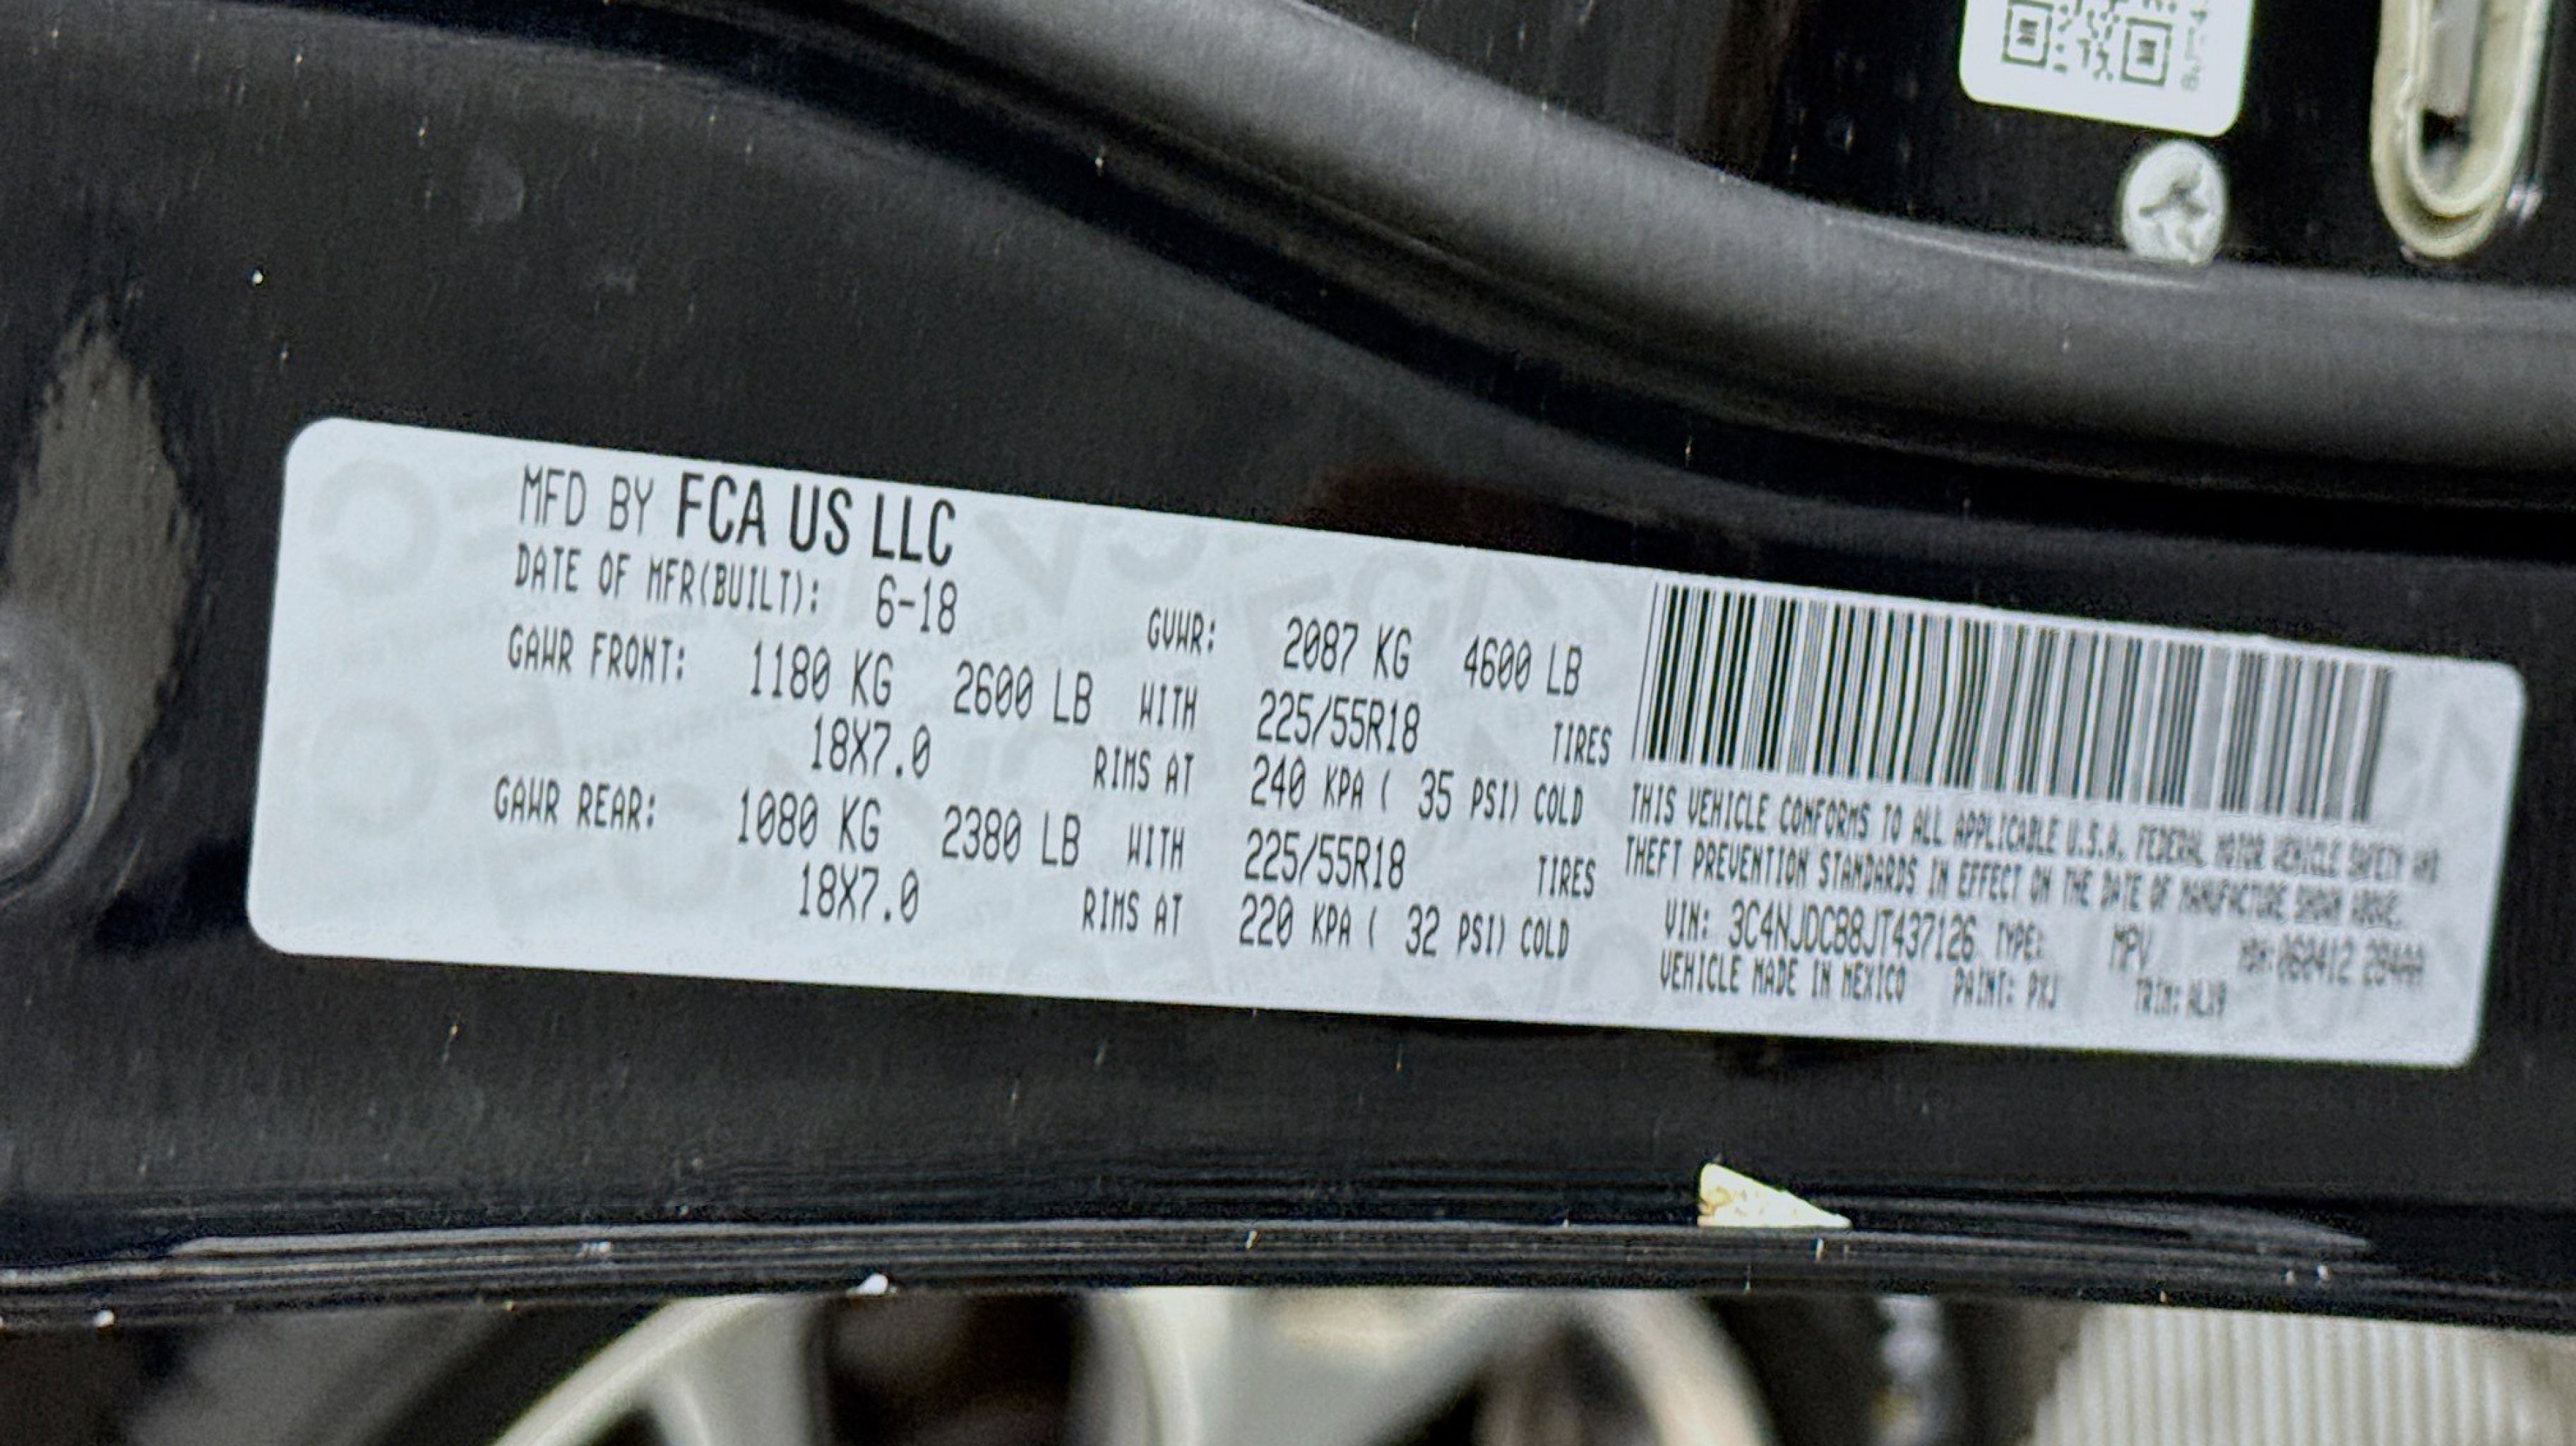 MFD BY FCA US LLC
DATE OF MFR(BUILT): 6-18 GVWR: 2087 KG 4600 LB
GAWR FRONT: 1180 KG 2600 LB WITH 225/55R18 TIRES
18X7.0 RIMS AT 240 KPA ( 35 PSI) COLD
GAWR REAR: 1080 KG 2380 LB WITH 225/55R18 TIRES
18X7.0 RIMS AT 220 KPA ( 32 PSI) COLD
THIS VEHICLE CONFORMS TO ALL APPLICABLE U.S.A. FEDERAL MOTOR VEHICLE SAFETY AND
THEFT PREVENTION STANDARDS IN EFFECT ON THE DATE OF MANUFACTURE SHOWN ABOVE.
VIN: 3C4NJDC88JT437126 TYPE: MPV
VEHICLE MADE IN MEXICO PAINT: PXJ TRIM: